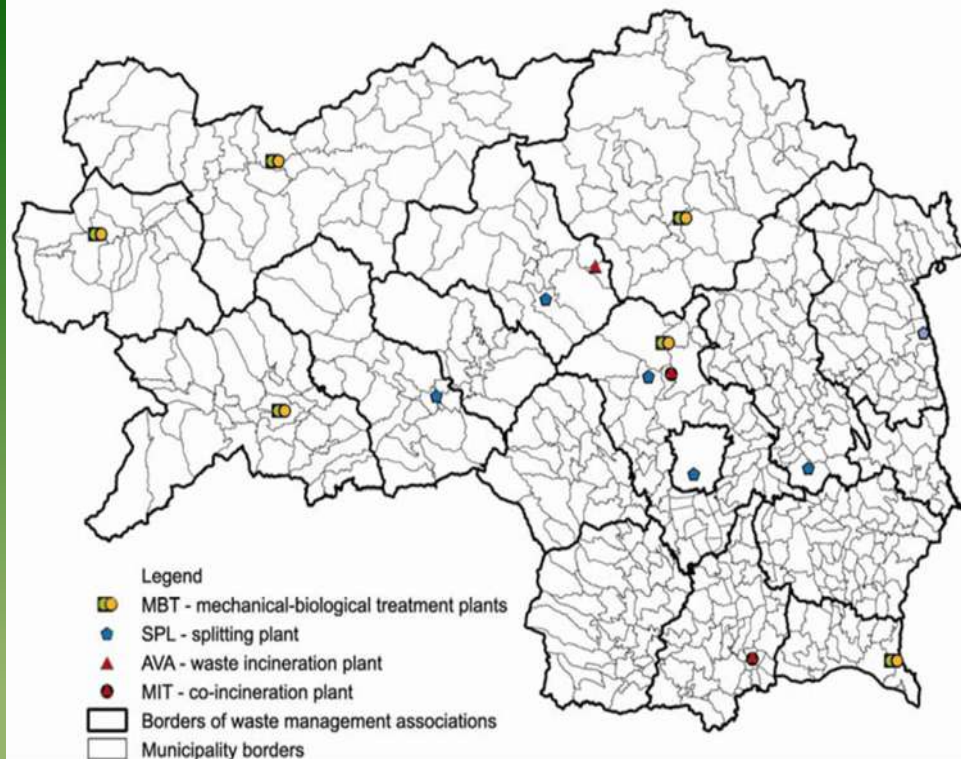 Legend
MBT - mechanical-biological treatment plants
SPL - splitting plant
AVA - waste incineration plant
MIT - co-incineration plant
Borders of waste management associations
Municipality borders